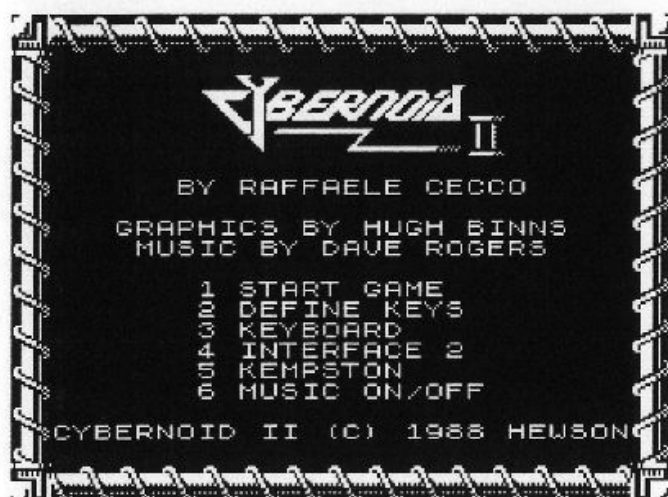 CYBERNOID
II
BY RAFFAELE CECCO
GRAPHICS BY HUGH BINNS
MUSIC BY DAVE ROGERS
1 START GAME
2 DEFINE KEYS
3 KEYBOARD
4 INTERFACE 2
5 KEMPSTON
6 MUSIC ON/OFF
CYBERNOID II (C) 1988 HEWSON